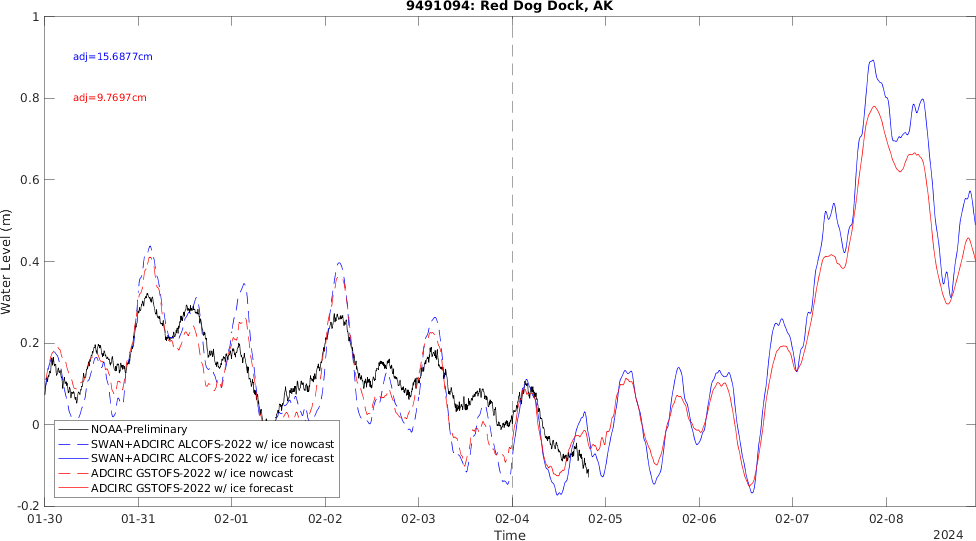 9491094: Red Dog Dock, AK
1
adj=15.6877cm
0.8
adj=9.7697cm
0.6
0.4
0.2
0
-0.2
Water Level (m)
NOAA-Preliminary
SWAN+ADCIRC ALCOFS-2022 w/ ice nowcast
SWAN+ADCIRC ALCOFS-2022 w/ ice forecast
ADCIRC GSTOFS-2022 w/ ice nowcast
ADCIRC GSTOFS-2022 w/ ice forecast
01-30 01-31 02-01 02-02 02-03 02-04 02-05 02-06 02-07 02-08
Time
2024